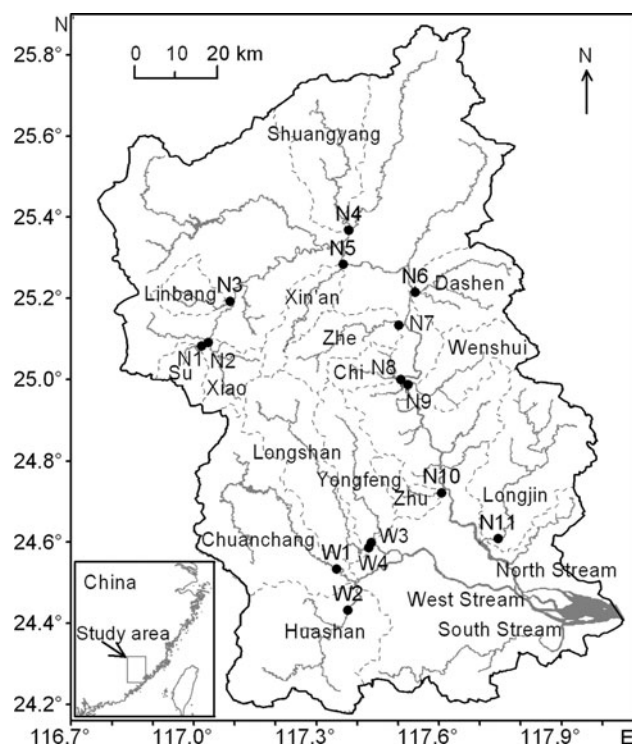 N
25.8°
0 10 20 km
N
25.6°
Shuangyang
25.4°
N4
N5
N6
25.2°
Linbang
N3
Xin'an
Dashen
Zhe
N7
N1
N2
Su
Xiao
Chi
N8
Wenshui
25.0°
N9
24.8°
Longshan
Yongfeng
N10
Zhu
Longjin
24.6°
Chuanchang
W3
N11
W1
W4
North Stream
China
W2
West Stream
24.4°
Study area
Huashan
South Stream
24.2°
116.7 117.0° 117.3° 117.6° 117.9° E